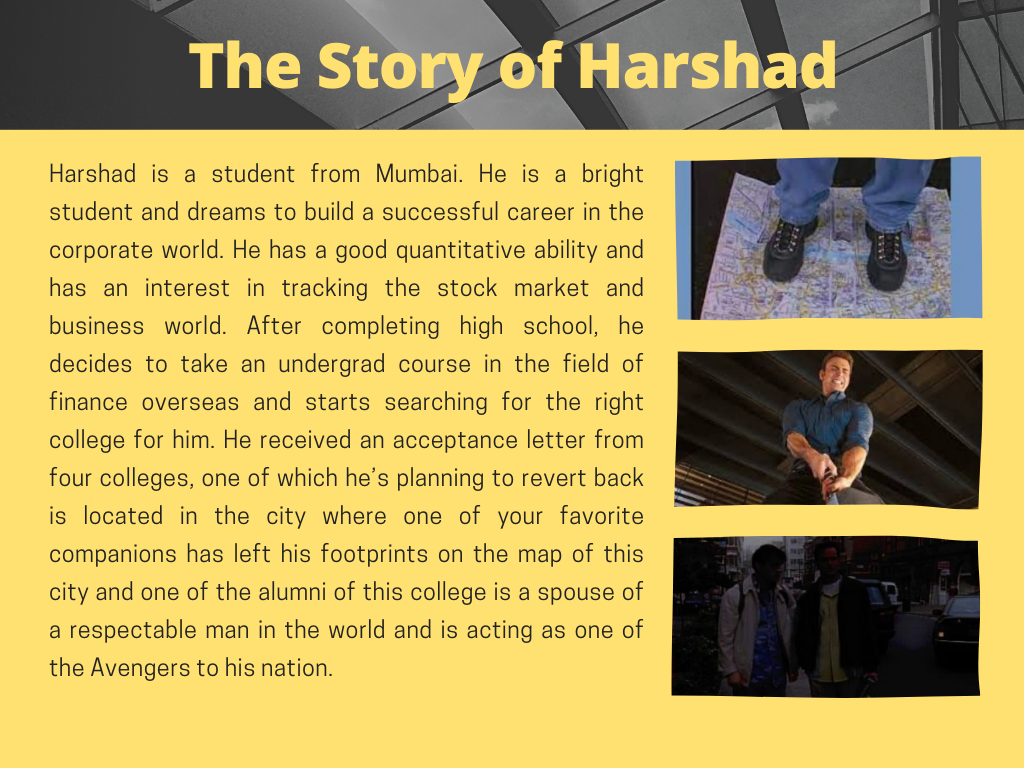 The Story of Harshad
Harshad is a student from Mumbai. He is a bright
student and dreams to build a successful career in the
corporate world. He has a good quantitative ability and
has an interest in tracking the stock market and
business world. After completing high school, he
decides to take an undergrad course in the field of
finance overseas and starts searching for the right
college for him. He received an acceptance letter from
four colleges, one of which he’s planning to revert back
is located in the city where one of your favorite
companions has left his footprints on the map of this
city and one of the alumni of this college is a spouse of
a respectable man in the world and is acting as one of
the Avengers to his nation.